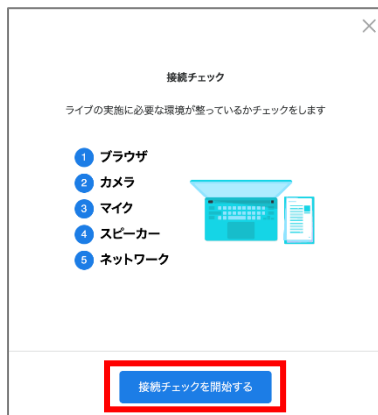 接続チェック
ライブの実施に必要な環境が整っているかチェックをします
1 ブラウザ
2 カメラ
3 マイク
4 スピーカー
5 ネットワーク
接続チェックを開始する